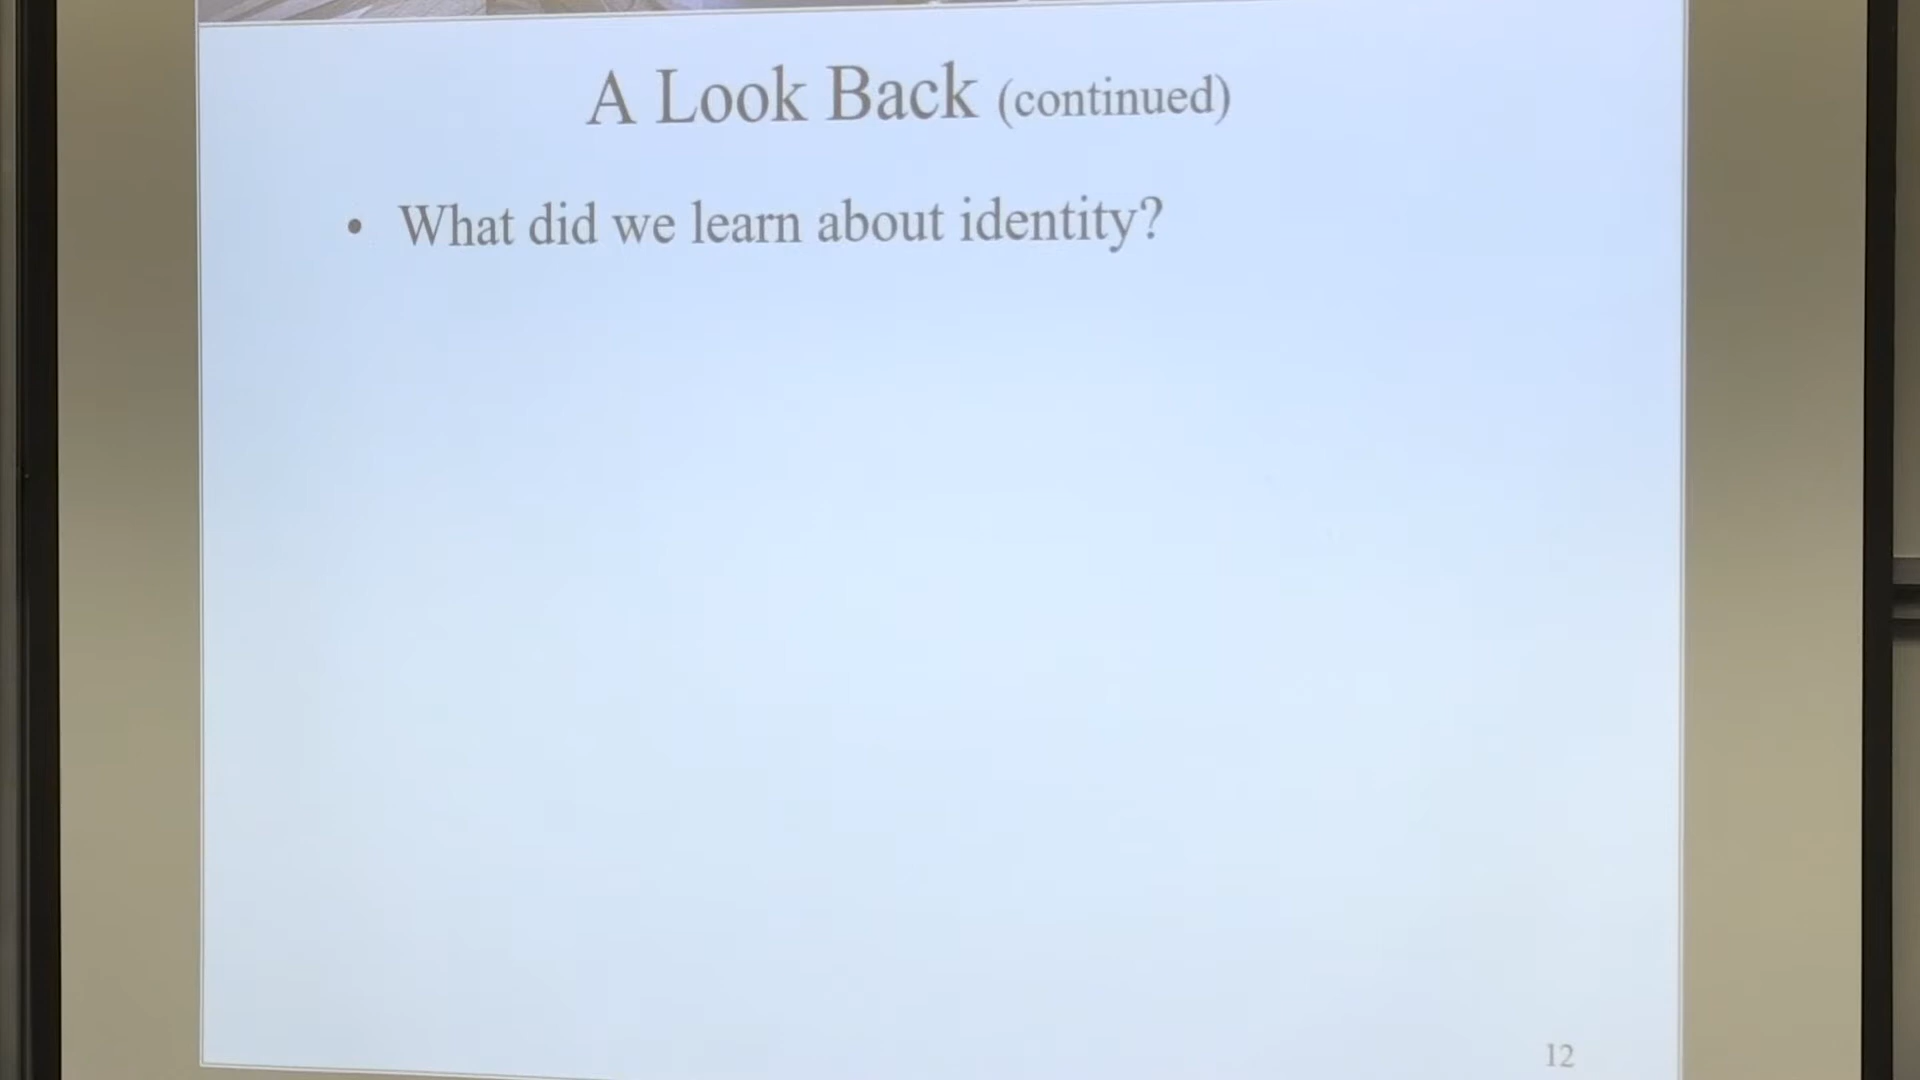 A Look Back (continued)
• What did we learn about identity?
12